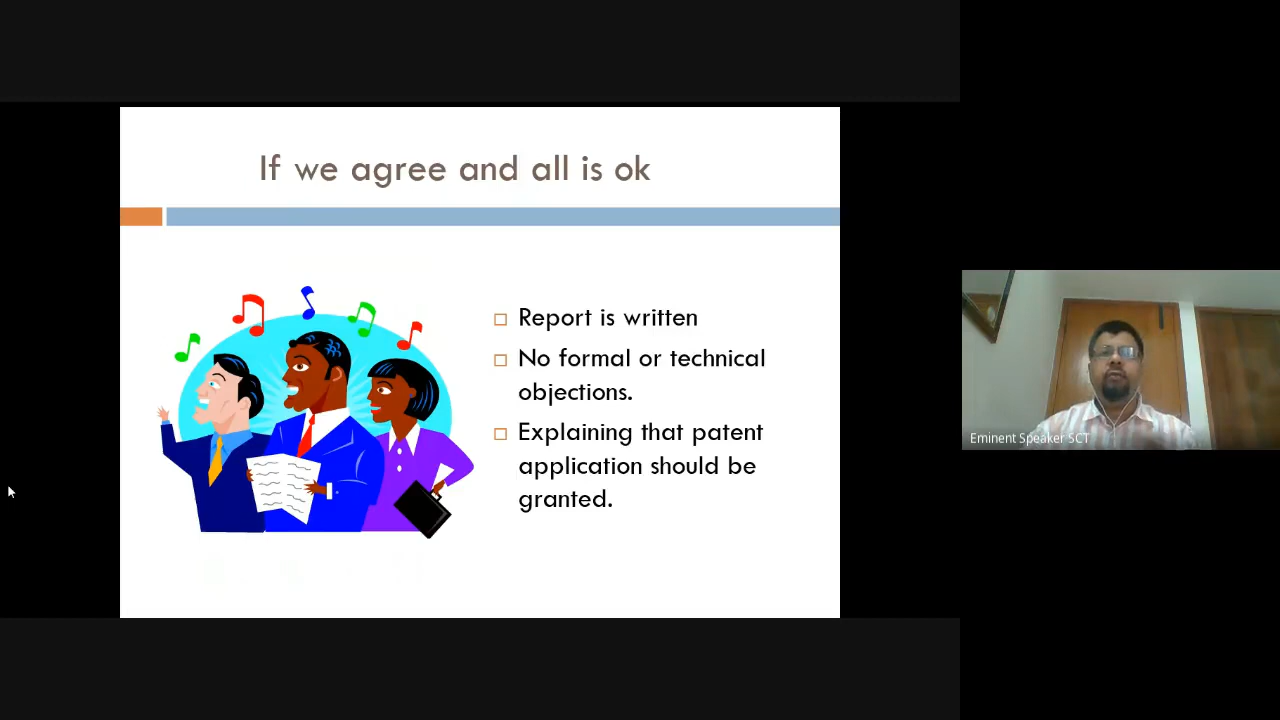 If we agree and all is ok
Report is written
No formal or technical
objections.
Explaining that patent
application should be
granted.
Eminent Speaker SCT